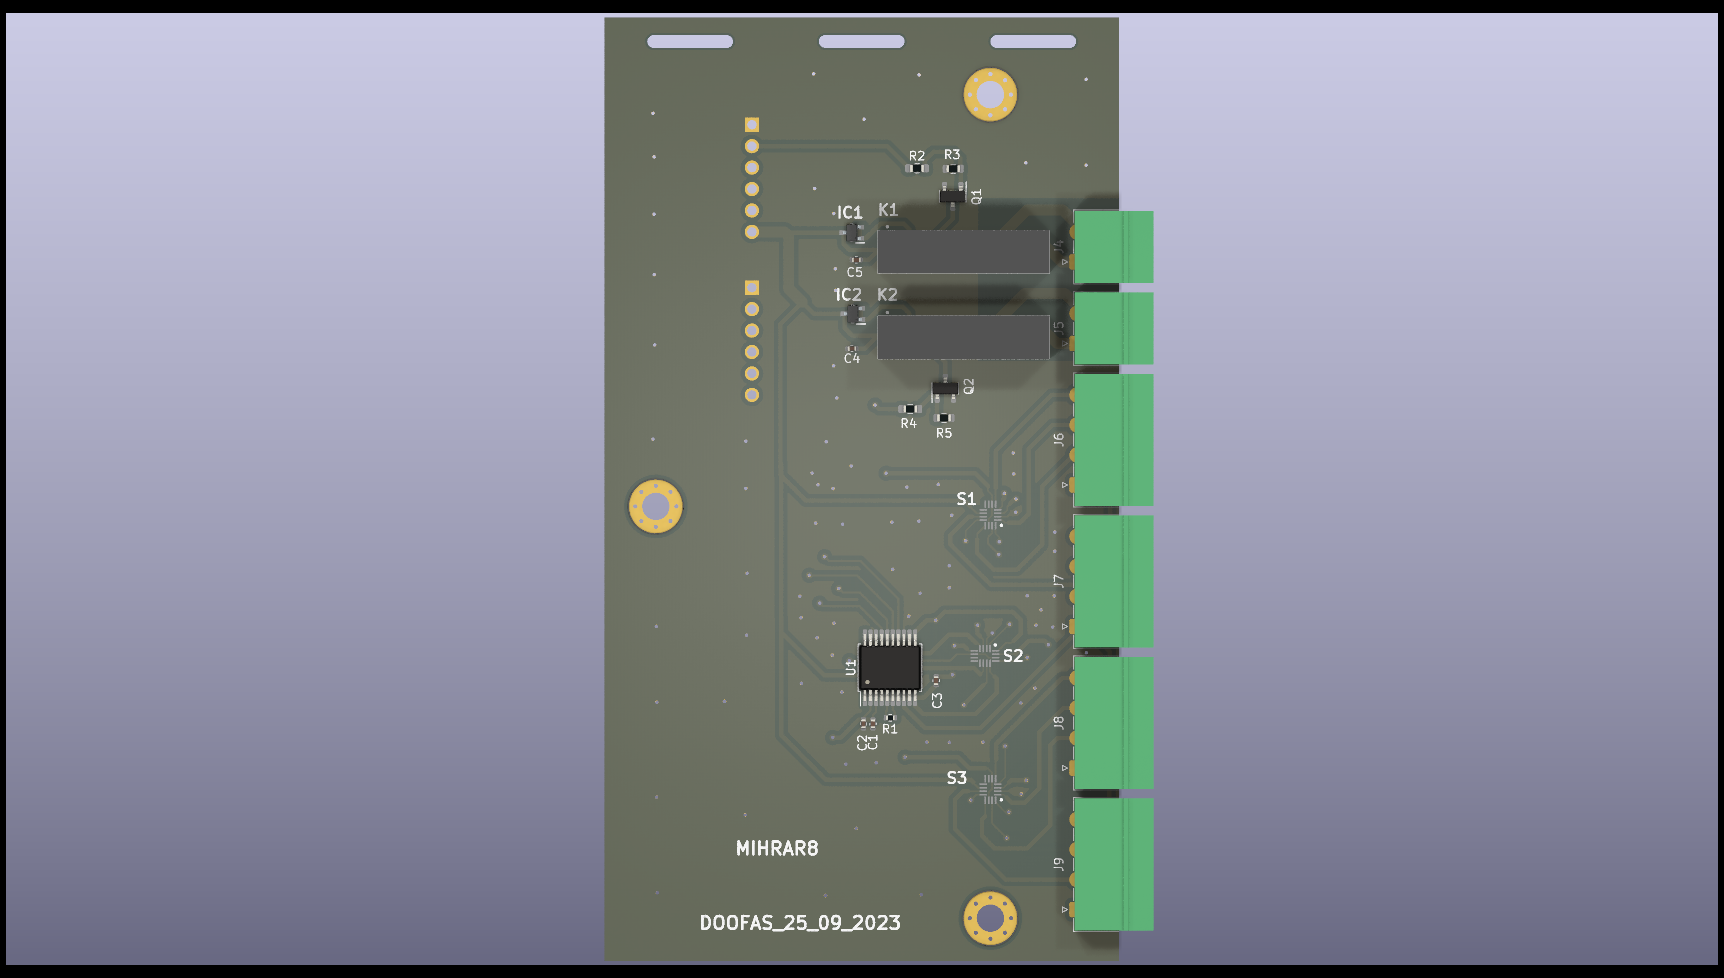 R2 R3
Q1
IC1 K1
J4
C5
IC2 K2
J5
C4
Q2
R4
R5
J6
S1
J7
U1
S2
C3
C2 C1 R1
J8
S3
MIHRAR8
J9
DOOFAS_25_09_2023